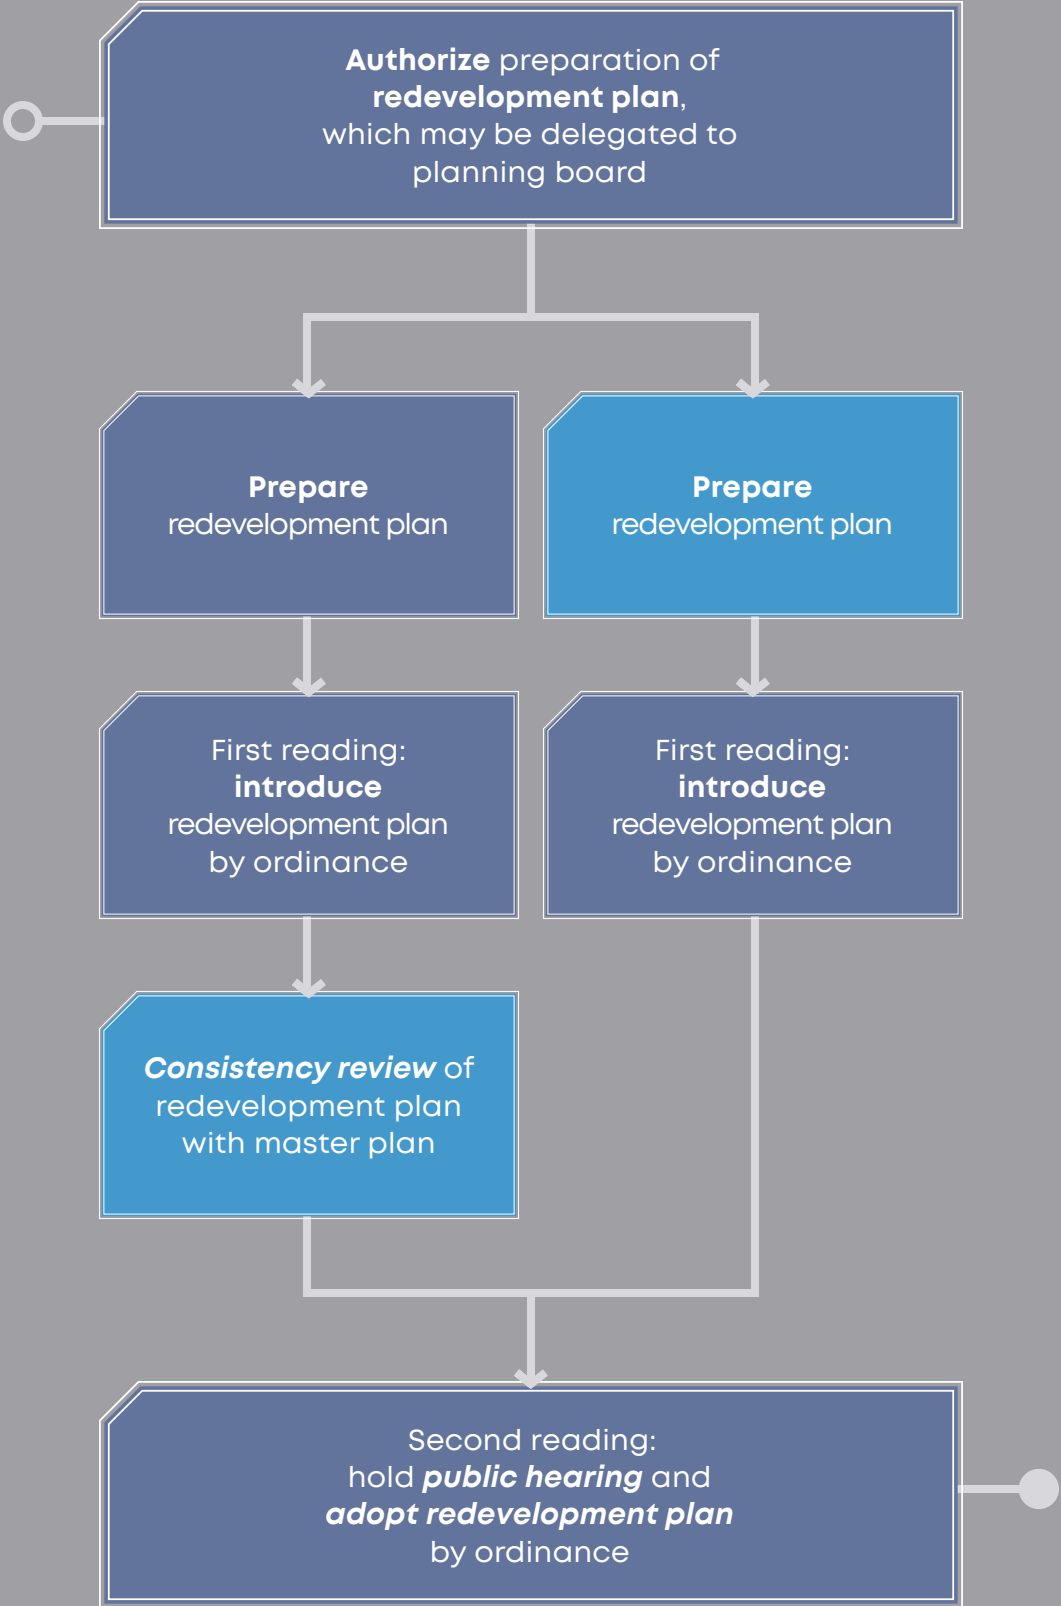 Authorize preparation of
redevelopment plan,
which may be delegated to
planning board
Prepare
redevelopment plan
Prepare
redevelopment plan
First reading:
introduce
redevelopment plan
by ordinance
First reading:
introduce
redevelopment plan
by ordinance
Consistency review of
redevelopment plan
with master plan
Second reading:
hold public hearing and
adopt redevelopment plan
by ordinance